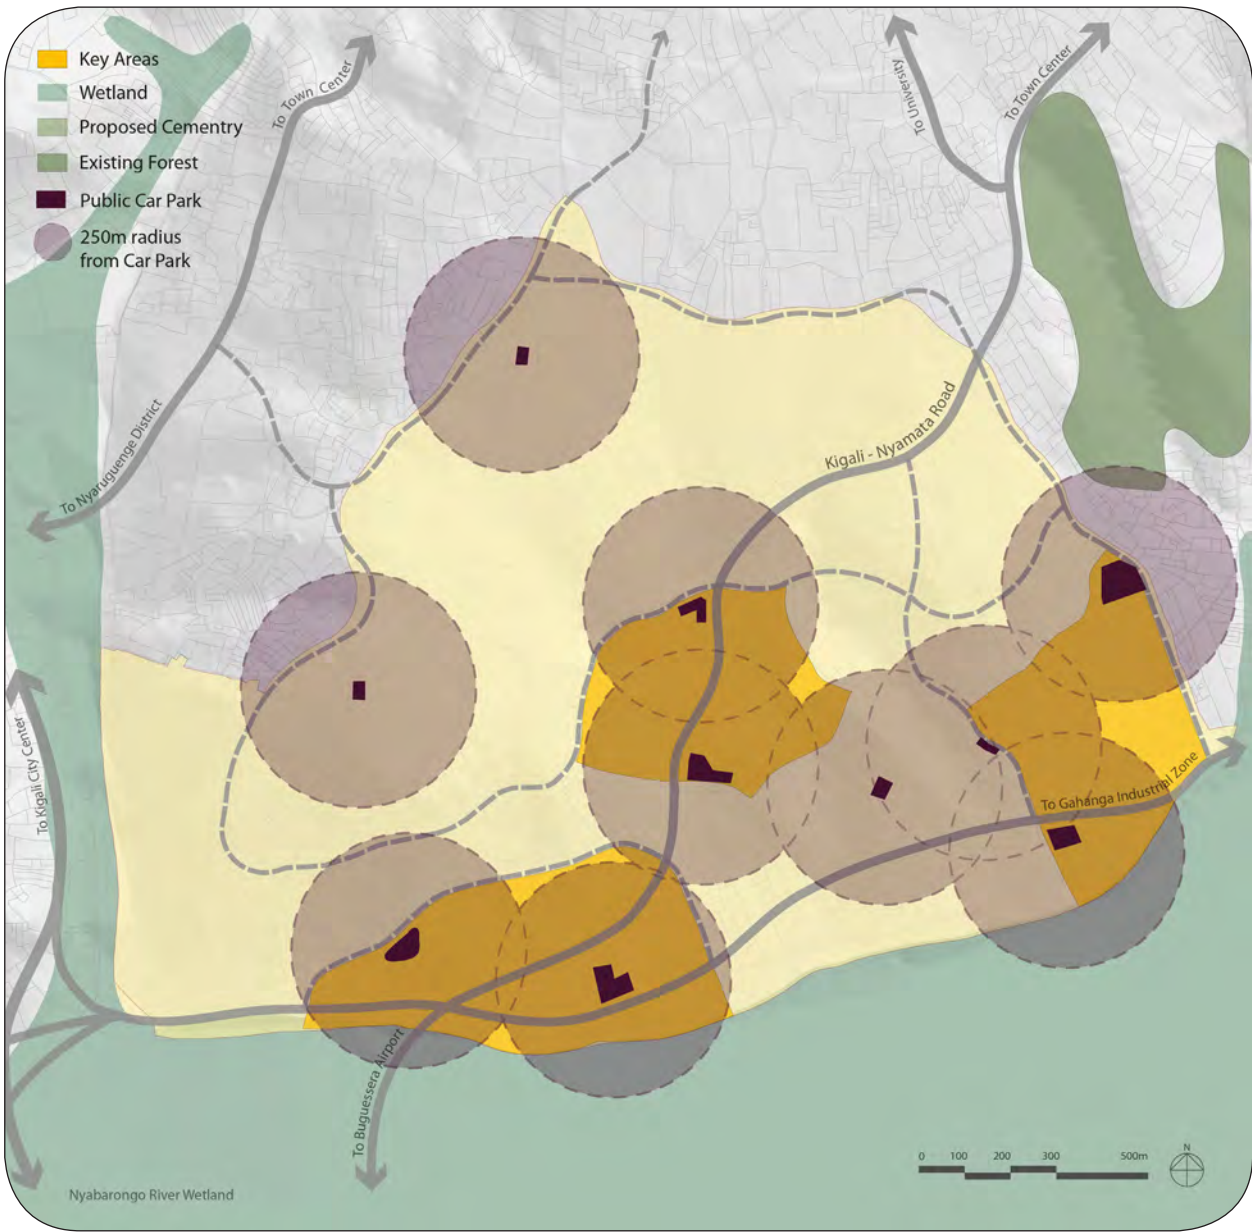 Key Areas
Wetland
Proposed Cementry
Existing Forest
Public Car Park
250m radius
from Car Park
To Town Center
To University
To Town Center
To Nyaruguenge District
Kigali - Nyamata Road
To Kigali City Center
To Gahanga Industrial Zone
To Buguessera Airport
Nyabarongo River Wetland
0 100 200 300 500m
N